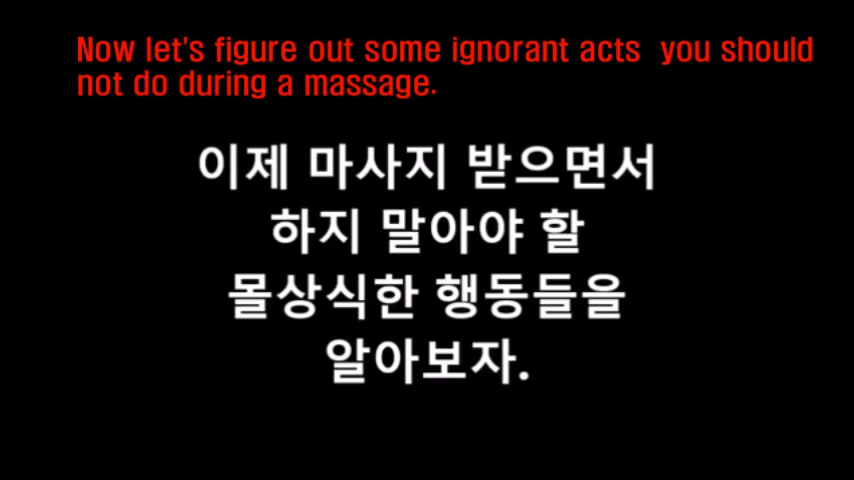 Now let's figure out some ignorant acts  you should
not do during a massage.
이제 마사지 받으면서
하지 말아야 할
몰상식한 행동들을
알아보자.